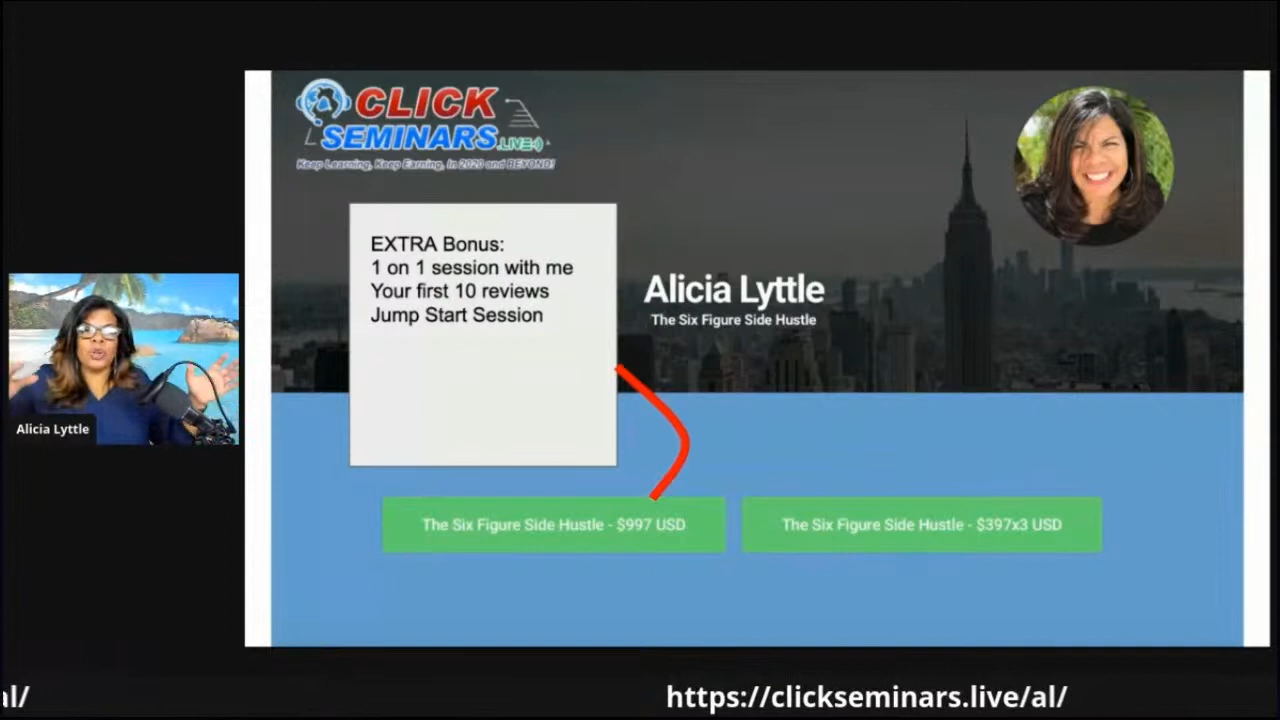 CLICK
SEMINARS.LIVE
Keep Learning, Keep Earning, In 2020 and BEYOND!
EXTRA Bonus:
1 on 1 session with me
Your first 10 reviews
Jump Start Session
Alicia Lyttle
The Six Figure Side Hustle
Alicia Lyttle
The Six Figure Side Hustle - $997 USD
The Six Figure Side Hustle - $397x3 USD
al/
https://clickseminars.live/al/